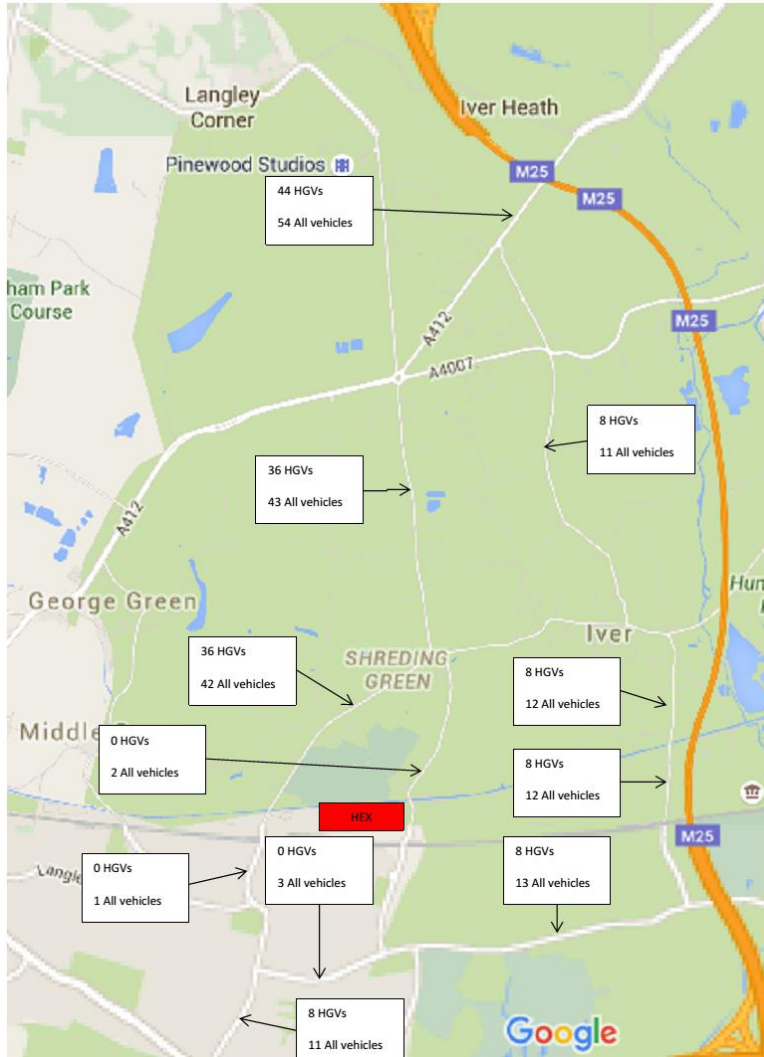 Langley
Corner
Iver Heath
Pinewood Studios
M25
44 HGVs
54 All vehicles
M25
ham Park
Course
M25
A412
A4007
8 HGVs
11 All vehicles
36 HGVs
43 All vehicles
A412
George Green
Hun
Iver
36 HGVs
42 All vehicles
SHREDING
GREEN
8 HGVs
12 All vehicles
Middle
0 HGVs
2 All vehicles
8 HGVs
12 All vehicles
HEX
M25
0 HGVs
3 All vehicles
8 HGVs
13 All vehicles
Langle
0 HGVs
1 All vehicles
8 HGVs
11 All vehicles
Google